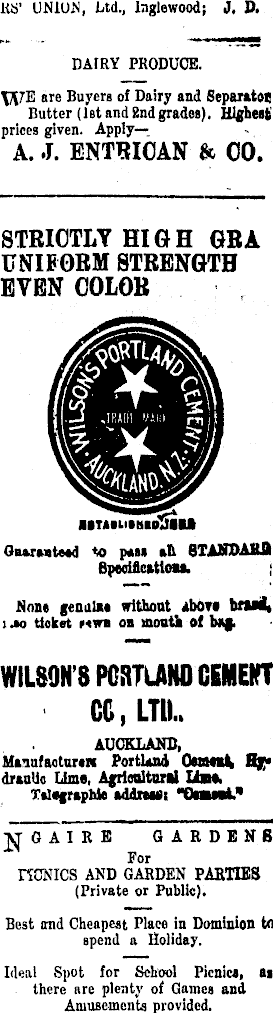 RS' UNION, Ltd., Inglewood; J. D.
DAIRY PRODUCE.
WE are Buyers of Dairy and Separator
Butter (1st and 2nd grades). Highest
prices given. Apply—
A. J. ENTRICAN & CO.
STRICTLY HIGH GRA
UNIFORM STRENGTH
EVEN COLOR
WILSON'S PORTLAND CEMENT
TRADE MARK
AUCKLAND. N.Z.
ESTABLISHED
Guaranteed to pass all STANDARD
Specifications.
None genuine without above brand,
also ticket sewn on mouth of bag.
WILSON'S PORTLAND CEMENT
CO, LTD.,
AUCKLAND,
Manufacturers Portland Cement, Hy-
draulic Lime, Agricultural Lime.
Telegraphic address: "Cement."
NGAIRE GARDENS
For
PICNICS AND GARDEN PARTIES
(Private or Public).
Best and Cheapest Place in Dominion to
spend a Holiday.
Ideal Spot for School Picnics, as
there are plenty of Games and
Amusements provided.